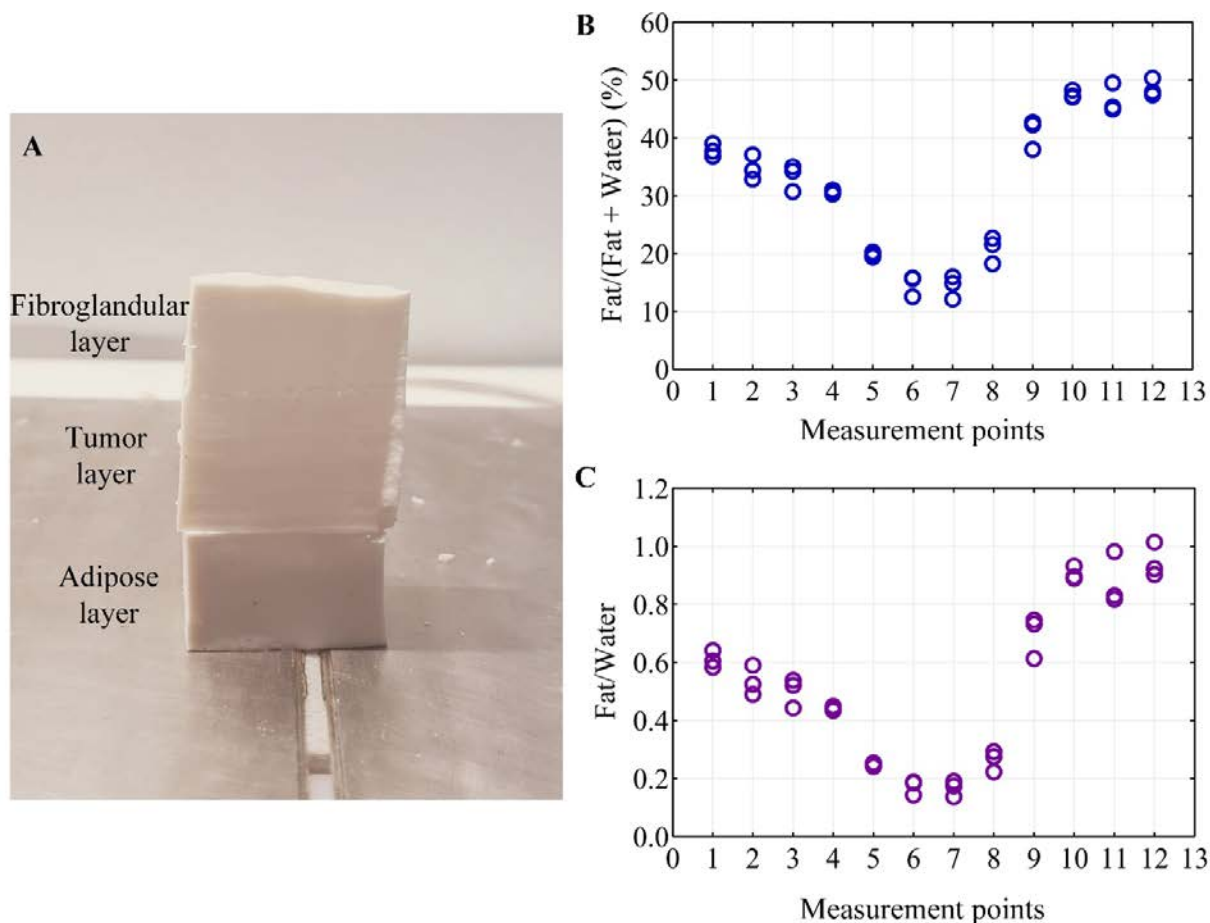 A
Fibroglandular
layer
Tumor
layer
Adipose
layer
B
Fat/(Fat + Water) (%)
60
50
40
30
20
10
0
0 1 2 3 4 5 6 7 8 9 10 11 12 13
Measurement points
C
Fat/Water
1.2
1.0
0.8
0.6
0.4
0.2
0.0
0 1 2 3 4 5 6 7 8 9 10 11 12 13
Measurement points